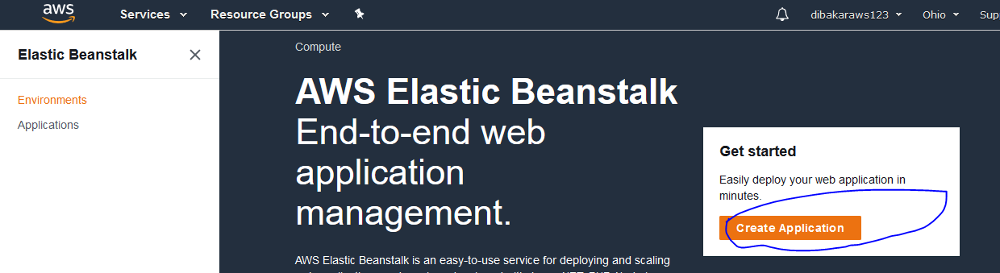 aws
Services
Resource Groups
dibakaraws123
Ohio
Sup
Elastic Beanstalk
Environments
Applications
Compute
AWS Elastic Beanstalk
End-to-end web
application
management.
AWS Elastic Beanstalk is an easy-to-use service for deploying and scaling
Get started
Easily deploy your web application in
minutes.
Create Application